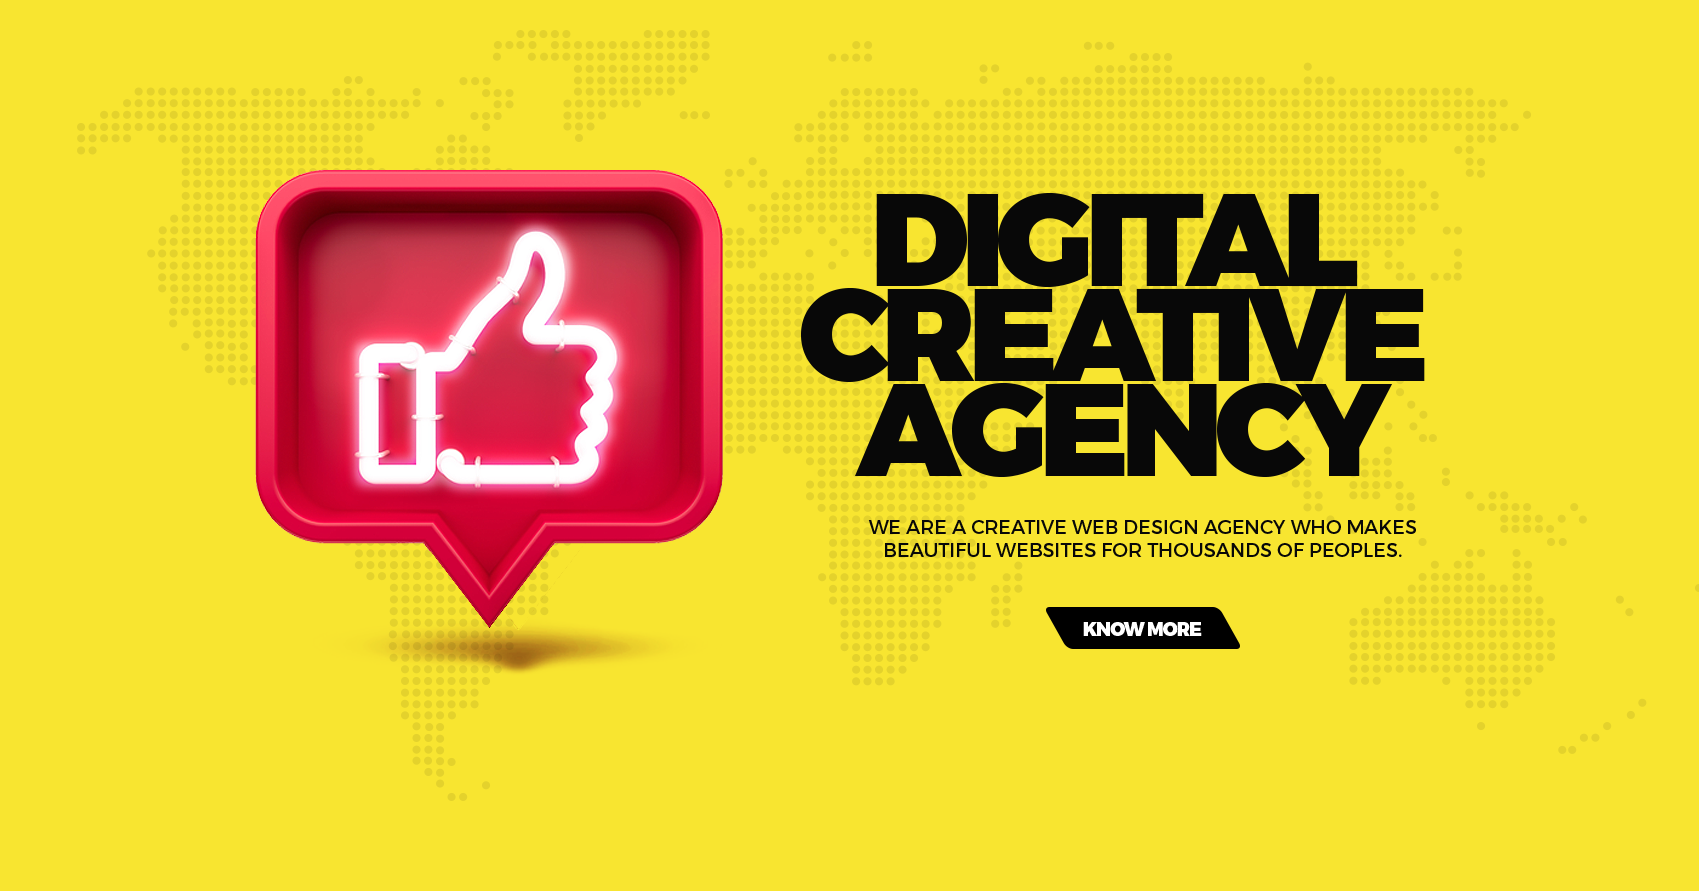 DIGITAL
CREATIVE
AGENCY
WE ARE A CREATIVE WEB DESIGN AGENCY WHO MAKES
BEAUTIFUL WEBSITES FOR THOUSANDS OF PEOPLES.
KNOW MORE